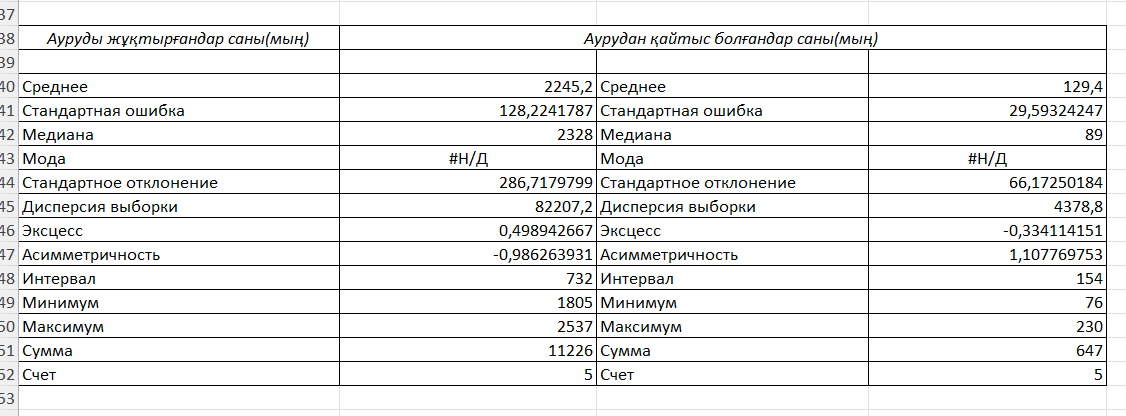 37
38 Ауруды жұқтырғандар саны(мың) Аурудан қайтыс болғандар саны(мың)
39
40 Среднее 2245,2 Среднее 129,4
41 Стандартная ошибка 128,2241787 Стандартная ошибка 29,59324247
42 Медиана 2328 Медиана 89
43 Мода #Н/Д Мода #Н/Д
44 Стандартное отклонение 286,7179799 Стандартное отклонение 66,17250184
45 Дисперсия выборки 82207,2 Дисперсия выборки 4378,8
46 Эксцесс 0,498942667 Эксцесс -0,334114151
47 Асимметричность -0,986263931 Асимметричность 1,107769753
48 Интервал 732 Интервал 154
49 Минимум 1805 Минимум 76
50 Максимум 2537 Максимум 230
51 Сумма 11226 Сумма 647
52 Счет 5 Счет 5
53